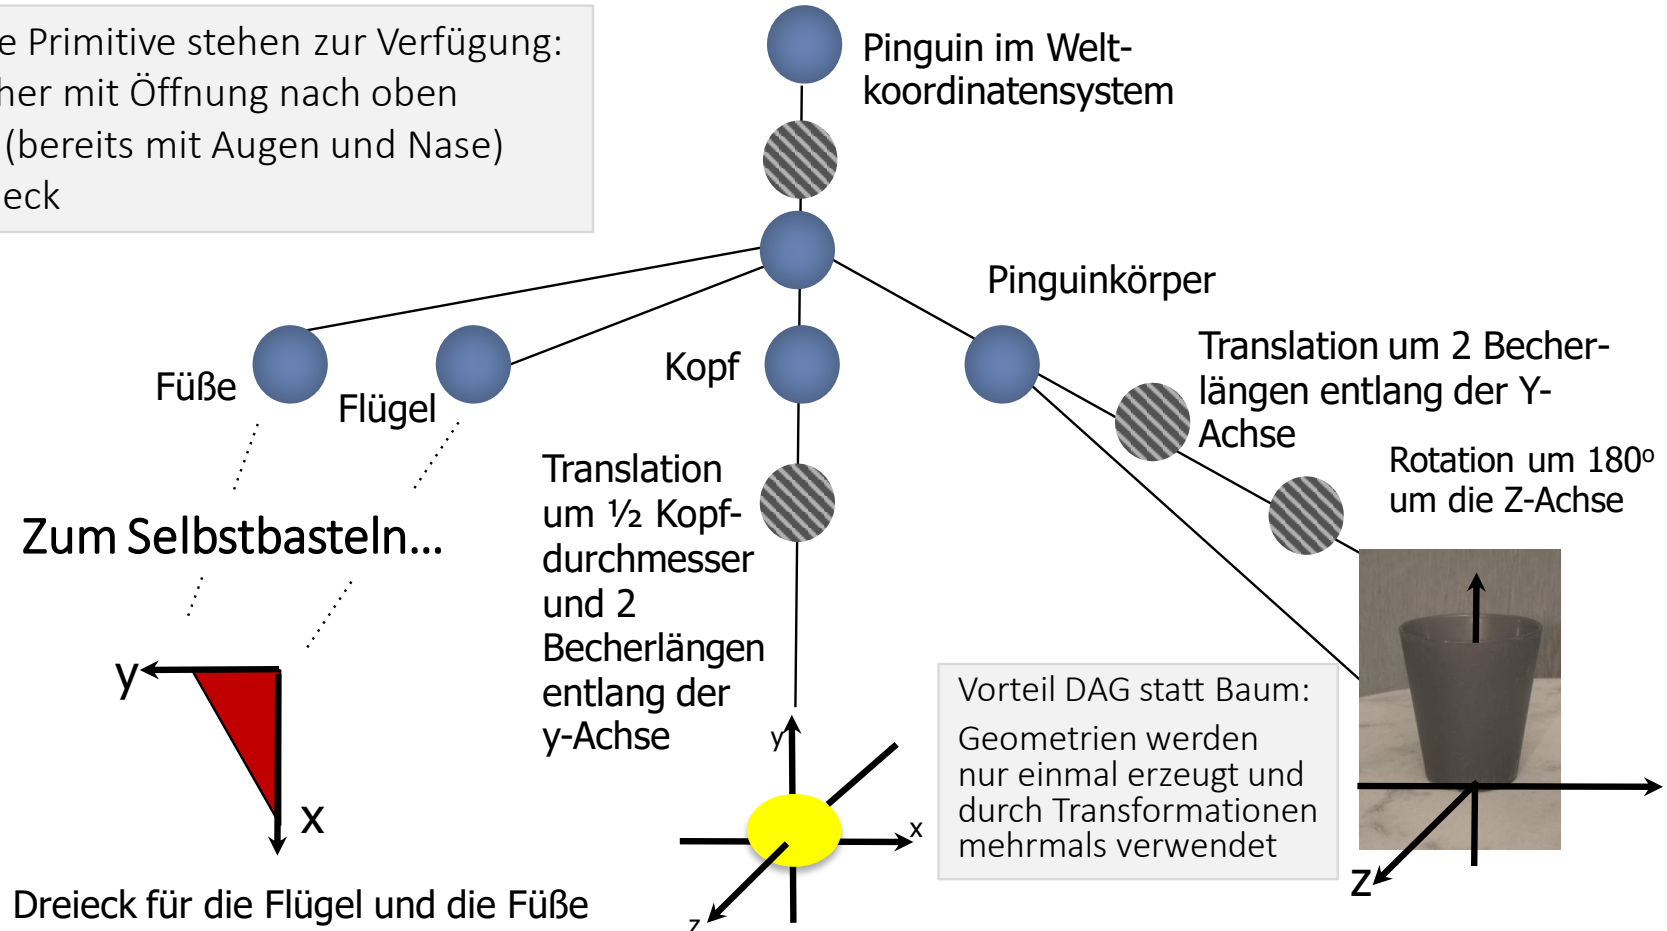 e Primitive stehen zur Verfügung:
her mit Öffnung nach oben
(bereits mit Augen und Nase)
eck
Pinguin im Welt-
koordinatensystem
Pinguinkörper
Füße
Flügel
Kopf
Translation um 2 Becher-
längen entlang der Y-
Achse
Rotation um 180º
um die Z-Achse
Translation
um ½ Kopf-
durchmesser
und 2
Becherlängen
entlang der
y-Achse
Zum Selbstbasteln...
y
x
y
x
z
Vorteil DAG statt Baum:
Geometrien werden
nur einmal erzeugt und
durch Transformationen
mehrmals verwendet
z
Dreieck für die Flügel und die Füße